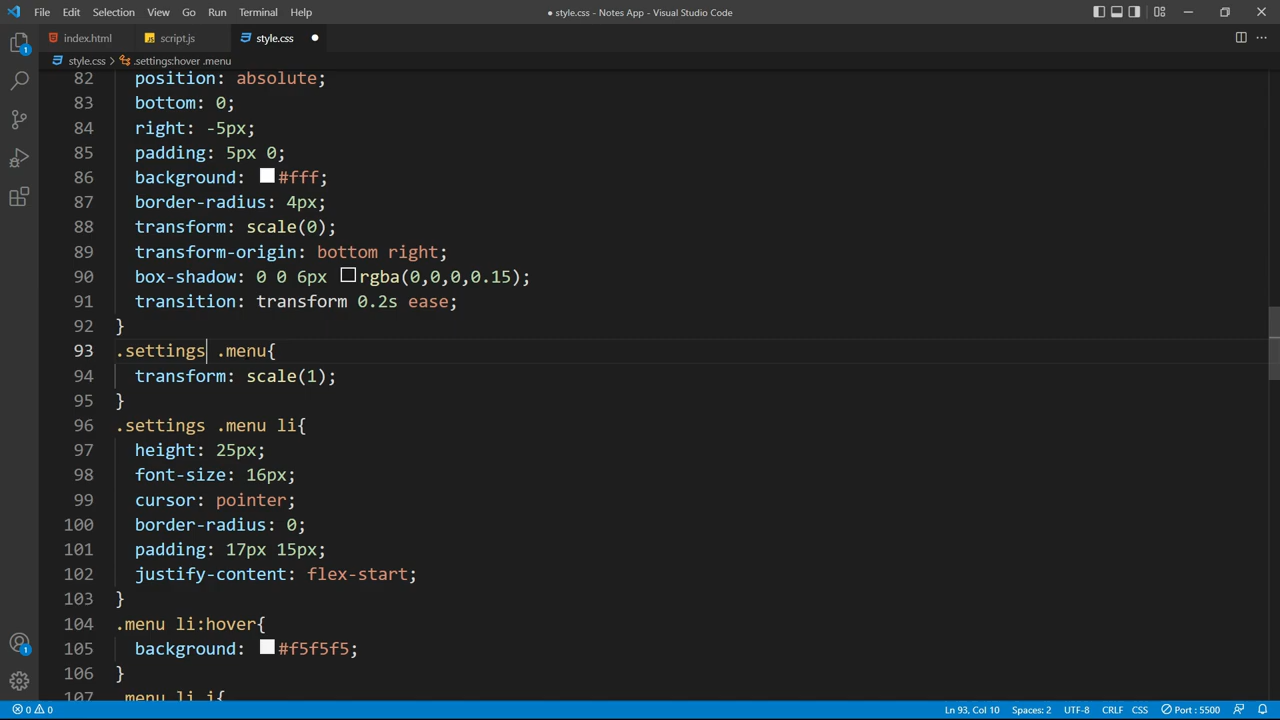 File Edit Selection View Go Run Terminal Help
● style.css - Notes App - Visual Studio Code
index.html script.js style.css
style.css > .settings:hover .menu
82 position: absolute;
83 bottom: 0;
84 right: -5px;
85 padding: 5px 0;
86 background: #fff;
87 border-radius: 4px;
88 transform: scale(0);
89 transform-origin: bottom right;
90 box-shadow: 0 0 6px rgba(0,0,0,0.15);
91 transition: transform 0.2s ease;
92 }
93 .settings .menu{
94 transform: scale(1);
95 }
96 .settings .menu li{
97 height: 25px;
98 font-size: 16px;
99 cursor: pointer;
100 border-radius: 0;
101 padding: 17px 15px;
102 justify-content: flex-start;
103 }
104 .menu li:hover{
105 background: #f5f5f5;
106 }
107 .menu li i{
0 0 Ln 93, Col 10 Spaces: 2 UTF-8 CRLF CSS Port : 5500